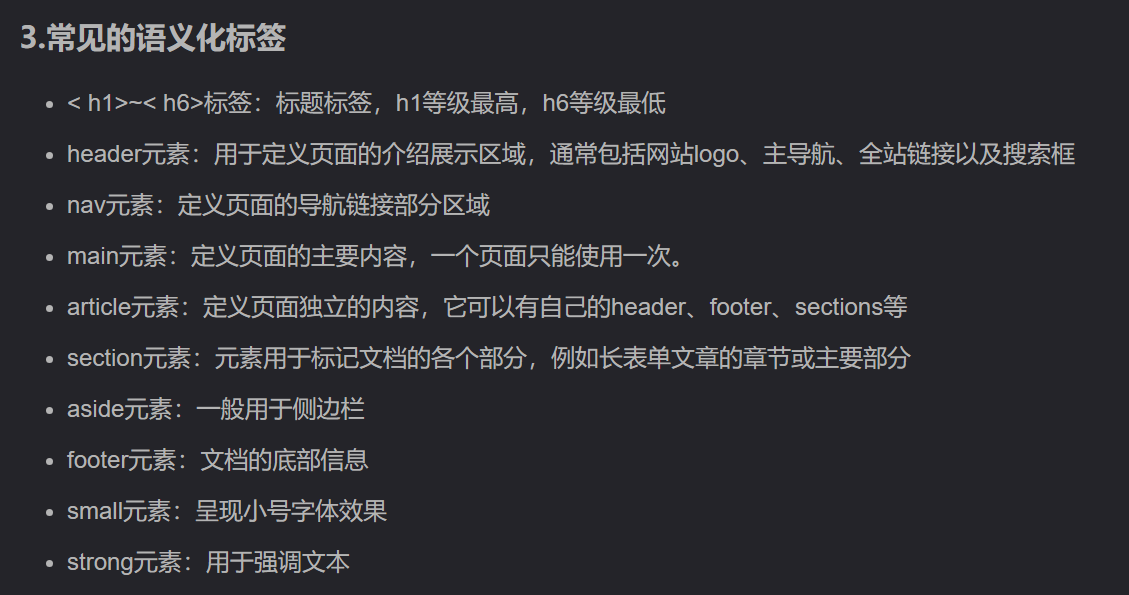 3.常见的语义化标签
• < h1>~< h6>标签：标题标签，h1等级最高，h6等级最低
• header元素：用于定义页面的介绍展示区域，通常包括网站logo、主导航、全站链接以及搜索框
• nav元素：定义页面的导航链接部分区域
• main元素：定义页面的主要内容，一个页面只能使用一次。
• article元素：定义页面独立的内容，它可以有自己的header、footer、sections等
• section元素：元素用于标记文档的各个部分，例如长表单文章的章节或主要部分
• aside元素：一般用于侧边栏
• footer元素：文档的底部信息
• small元素：呈现小号字体效果
• strong元素：用于强调文本